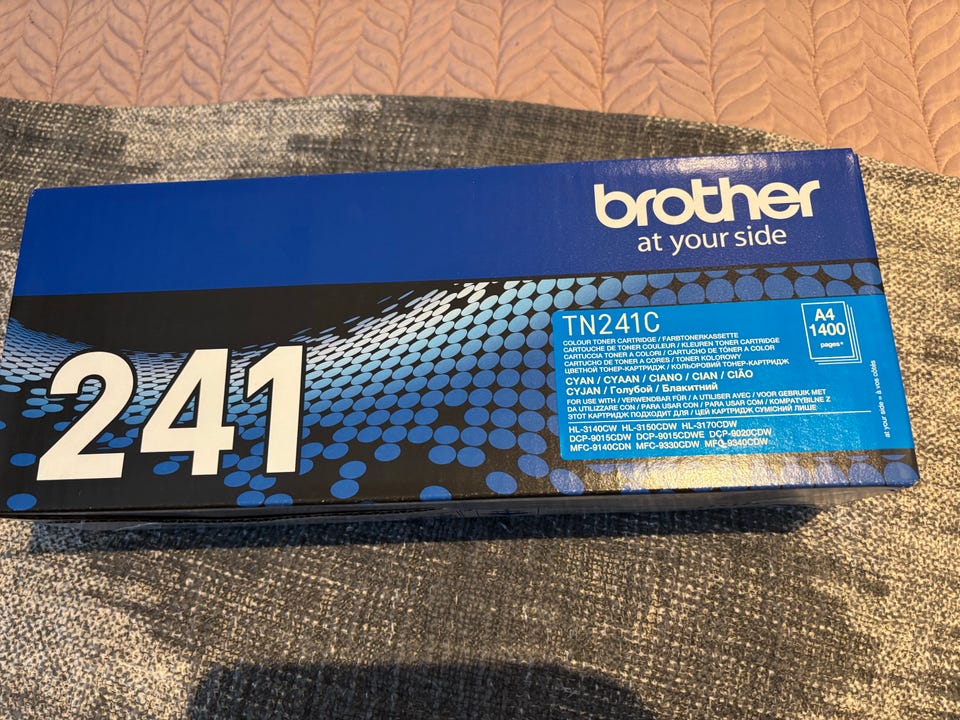 brother
at your side
241
TN241C
COLOUR TONER CARTRIDGE / FARBTONERKASSETTE
CARTOUCHE DE TONER COULEUR / KLEUREN TONER CARTRIDGE
CARTUCCIA TONER A COLORI / CARTUCHO DE TÓNER A COLOR
CARTUCHO DE TONER A CORES / TONER KOLOROWY
ЦВЕТНОЙ ТОНЕР-КАРТРИДЖ / КОЛЬОРОВИЙ ТОНЕР-КАРТРИДЖ
CYAN / CYAAN / CIANO / CIAN / CIÃO
CYJAN / Голубой / Блакитний
FOR USE WITH / VERWENDBAR FÜR / A UTILISER AVEC / VOOR GEBRUIK MET
DA UTILIZZARE CON / PARA USAR CON / PARA USAR COM / KOMPATYBILNE Z
ЭТОТ КАРТРИДЖ ПОДХОДИТ ДЛЯ / ЦЕЙ КАРТРИДЖ СУМІСНИЙ ЛИШЕ
HL-3140CW HL-3150CDW HL-3170CDW
DCP-9015CDW DCP-9015CDWE DCP-9020CDW
MFC-9140CDN MFC-9330CDW MFC-9340CDW
A4
1400
pages*
at your side = à vos côtés